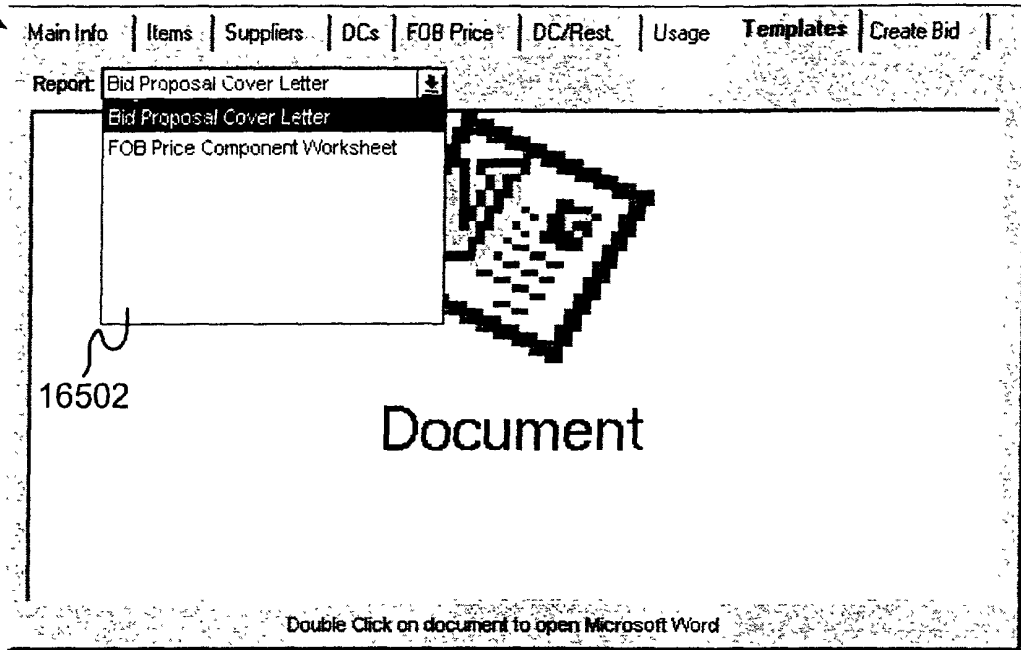 Main Info Items Suppliers DCs FOB Price DC/Rest. Usage Templates Create Bid
Report: Bid Proposal Cover Letter
Bid Proposal Cover Letter
FOB Price Component Worksheet
16502
Document
Double Click on document to open Microsoft Word